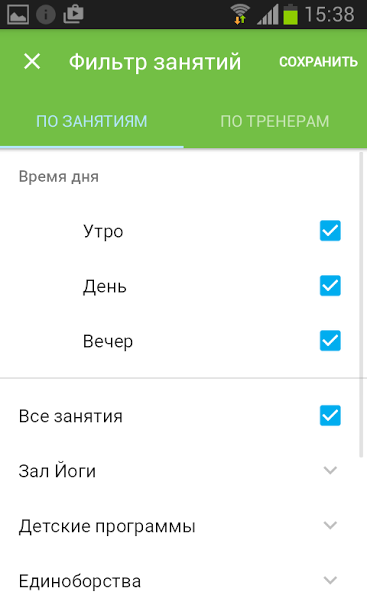 15:38
Фильтр занятий
СОХРАНИТЬ
ПО ЗАНЯТИЯМ
ПО ТРЕНЕРАМ
Время дня
Утро
День
Вечер
Все занятия
Зал Йоги
Детские программы
Единоборства